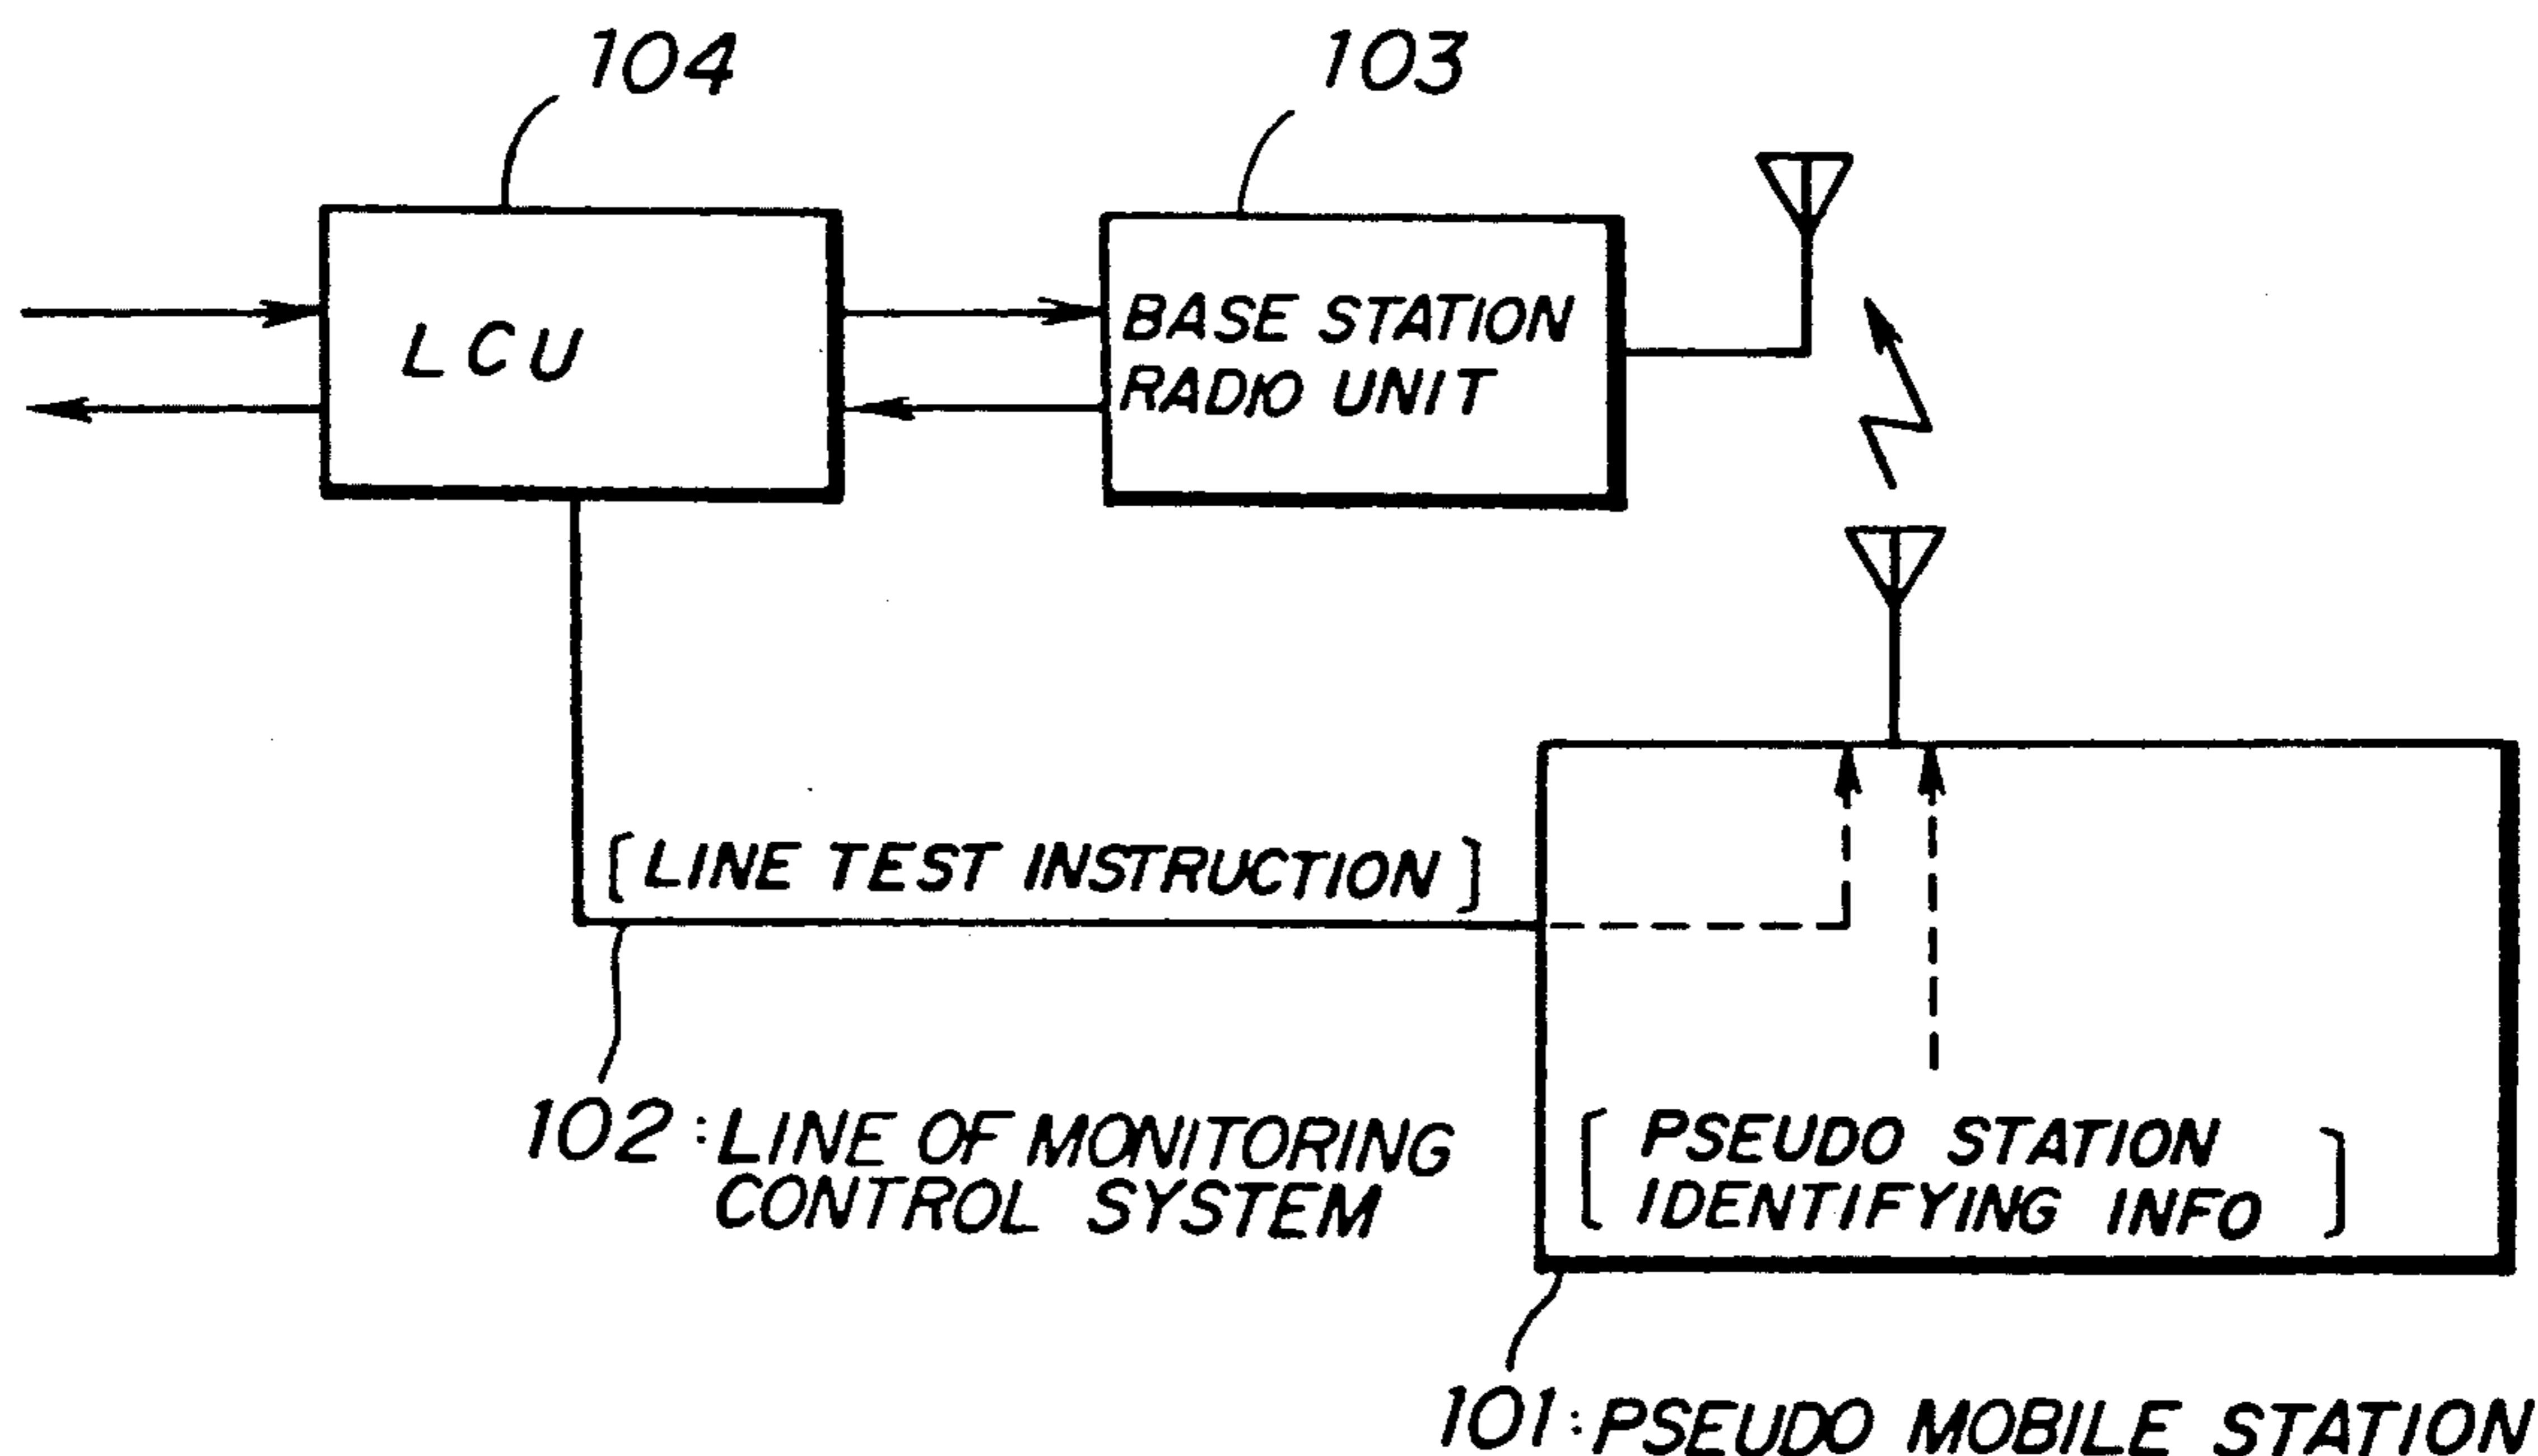 104
103
LCU
BASE STATION
RADIO UNIT
[LINE TEST INSTRUCTION]
102:LINE OF MONITORING
CONTROL SYSTEM
[PSEUDO STATION
IDENTIFYING INFO]
101:PSEUDO MOBILE STATION